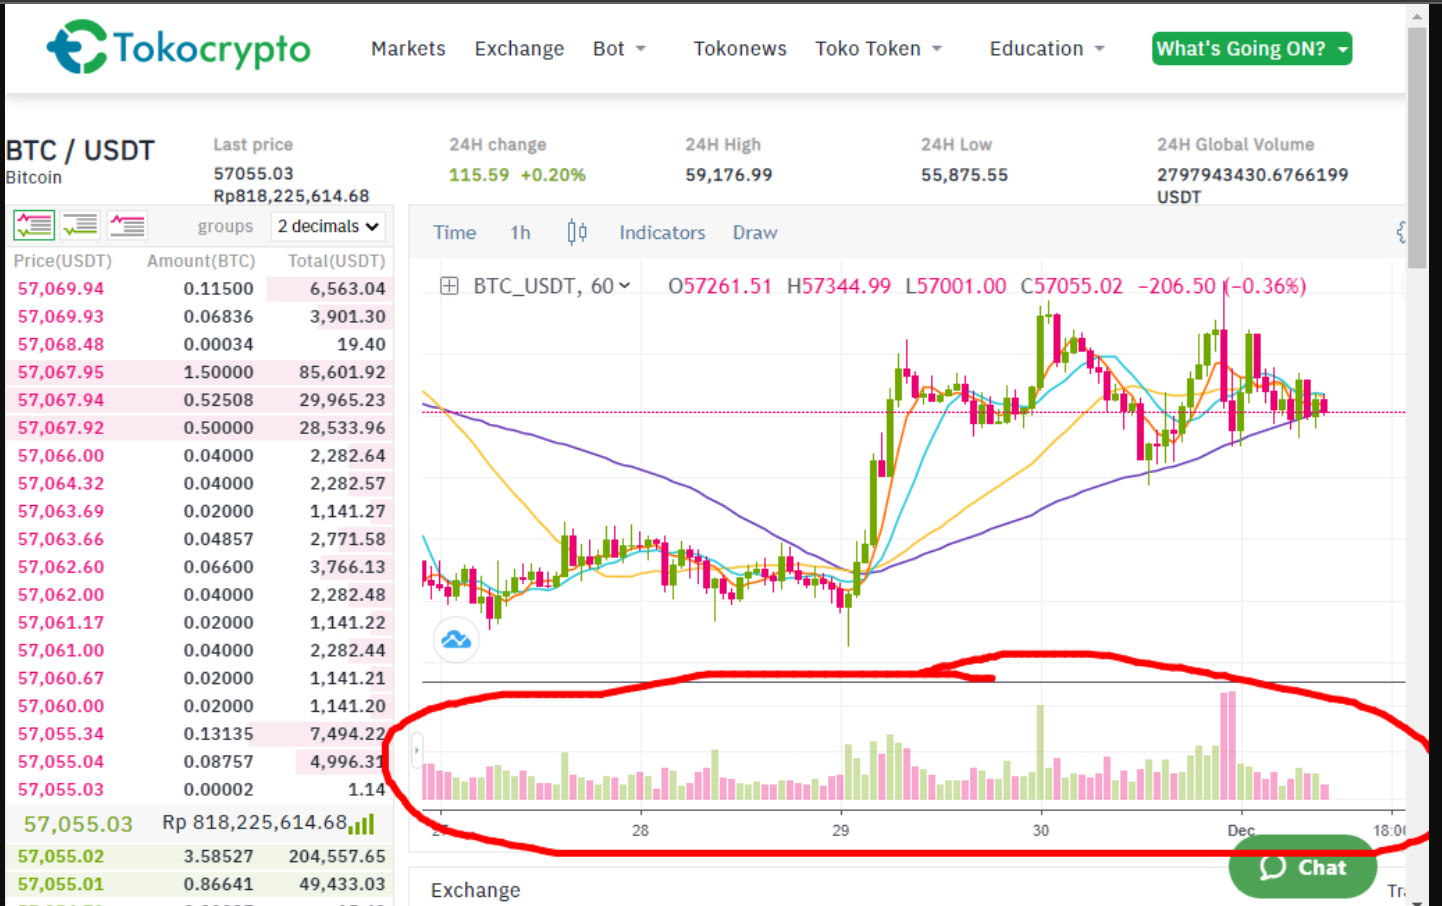 Tokocrypto Markets Exchange Bot Tokonews Toko Token Education What's Going ON?
BTC / USDT
Bitcoin
Last price
57055.03
Rp818,225,614.68
24H change
115.59 +0.20%
24H High
59,176.99
24H Low
55,875.55
24H Global Volume
2797943430.6766199
USDT
groups 2 decimals
Price(USDT) Amount(BTC) Total(USDT)
57,069.94 0.11500 6,563.04
57,069.93 0.06836 3,901.30
57,068.48 0.00034 19.40
57,067.95 1.50000 85,601.92
57,067.94 0.52508 29,965.23
57,067.92 0.50000 28,533.96
57,066.00 0.04000 2,282.64
57,064.32 0.04000 2,282.57
57,063.69 0.02000 1,141.27
57,063.66 0.04857 2,771.58
57,062.60 0.06600 3,766.13
57,062.00 0.04000 2,282.48
57,061.17 0.02000 1,141.22
57,061.00 0.04000 2,282.44
57,060.67 0.02000 1,141.21
57,060.00 0.02000 1,141.20
57,055.34 0.13135 7,494.22
57,055.04 0.08757 4,996.31
57,055.03 0.00002 1.14
57,055.03 Rp 818,225,614.68
57,055.02 3.58527 204,557.65
57,055.01 0.86641 49,433.03
Time 1h Indicators Draw
BTC_USDT, 60 O57261.51 H57344.99 L57001.00 C57055.02 −206.50 (−0.36%)
28 29 30 Dec 18:00
Chat
Exchange